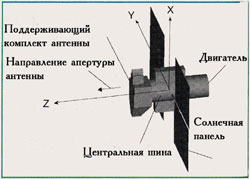 Поддерживающий
комплект антенны
Направление апертуры
антенны
Y
X
Двигатель
Z
Солнечная
панель
Центральная шина